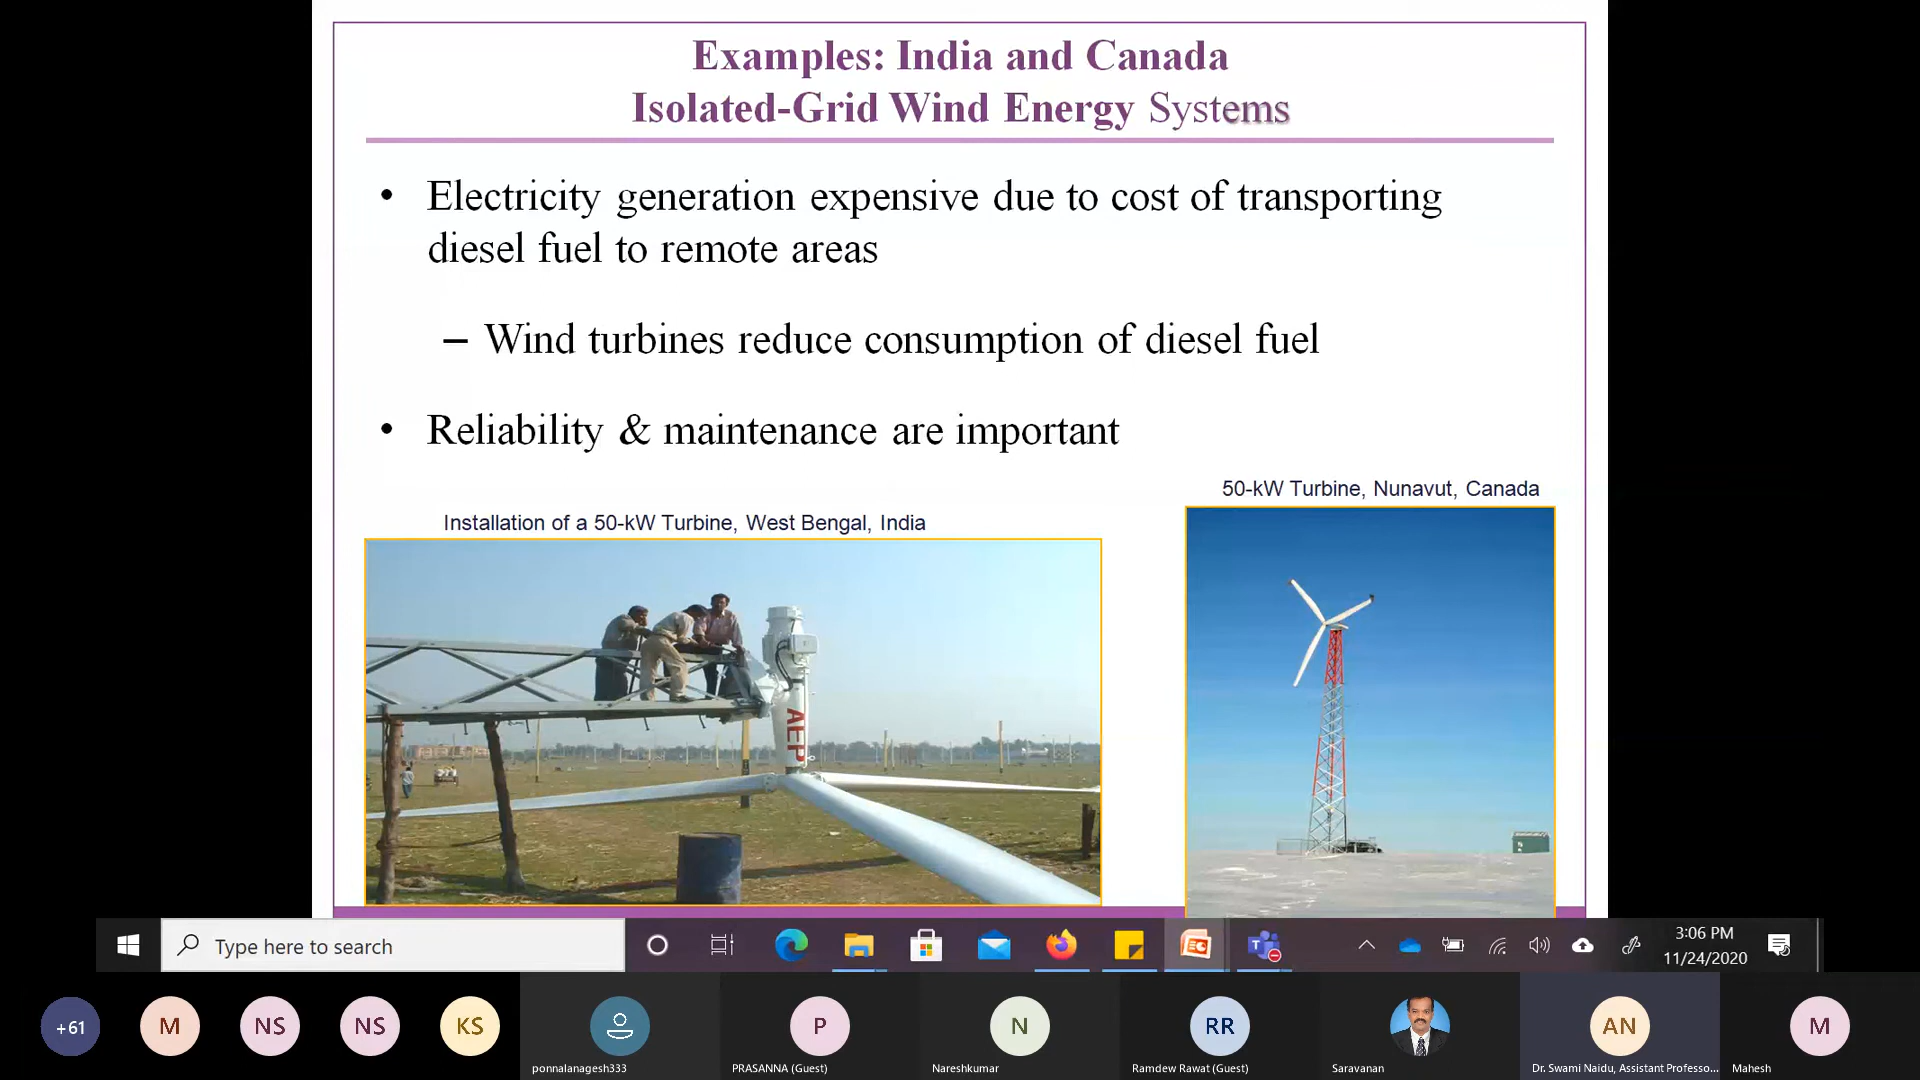 Examples: India and Canada
Isolated-Grid Wind Energy Systems
• Electricity generation expensive due to cost of transporting
diesel fuel to remote areas
– Wind turbines reduce consumption of diesel fuel
• Reliability & maintenance are important
50-kW Turbine, Nunavut, Canada
Installation of a 50-kW Turbine, West Bengal, India
AEP
Type here to search
3:06 PM
11/24/2020
+61
M
NS
NS
KS
P
N
RR
AN
M
ponnalanagesh333
PRASANNA (Guest)
Nareshkumar
Ramdew Rawat (Guest)
Saravanan
Dr. Swami Naidu, Assistant Professo...
Mahesh